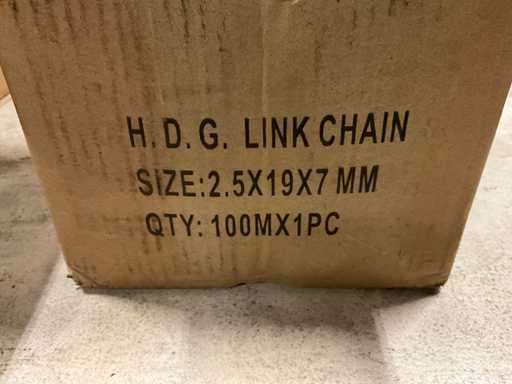 H. D. G. LINK CHAIN
SIZE:2.5X19X7 MM
QTY: 100MX1PC